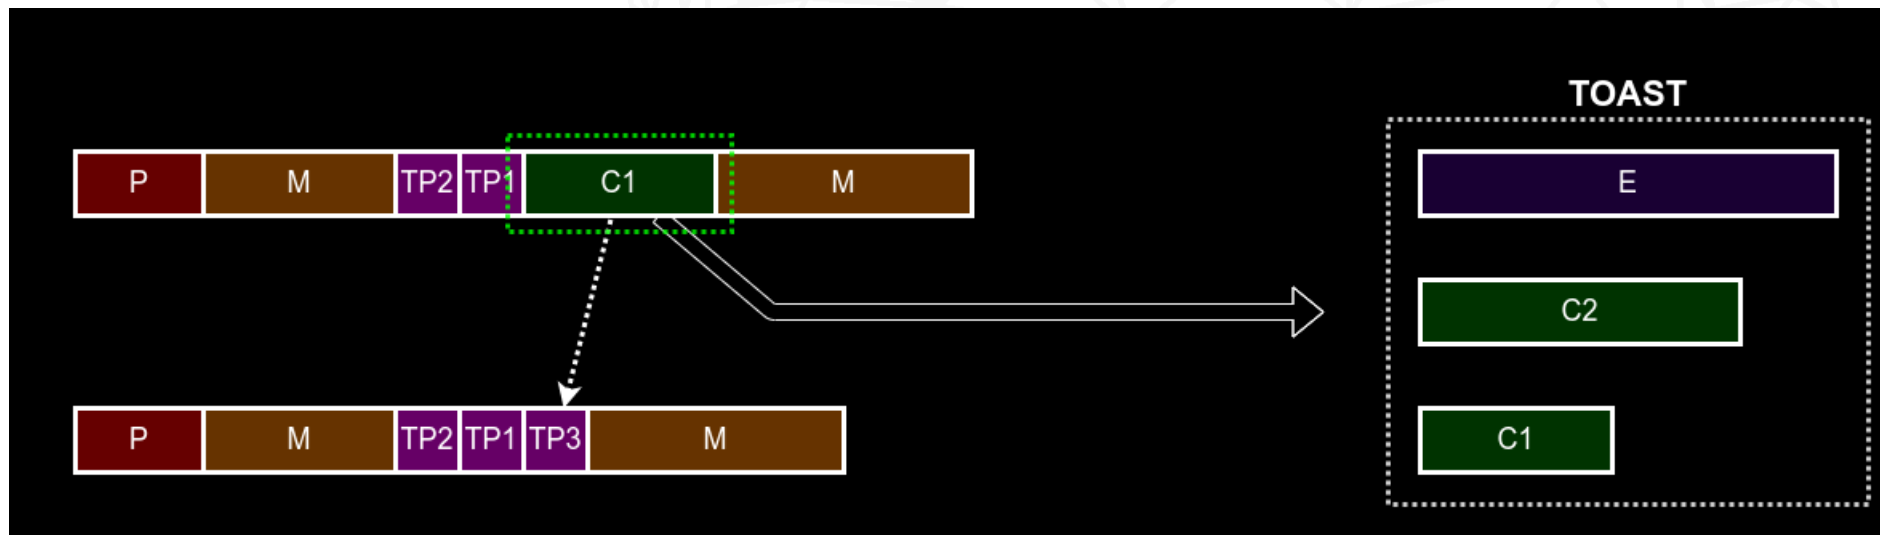 TOAST
P M TP2 TP1 C1 M
E
C2
P M TP2 TP1 TP3 M
C1